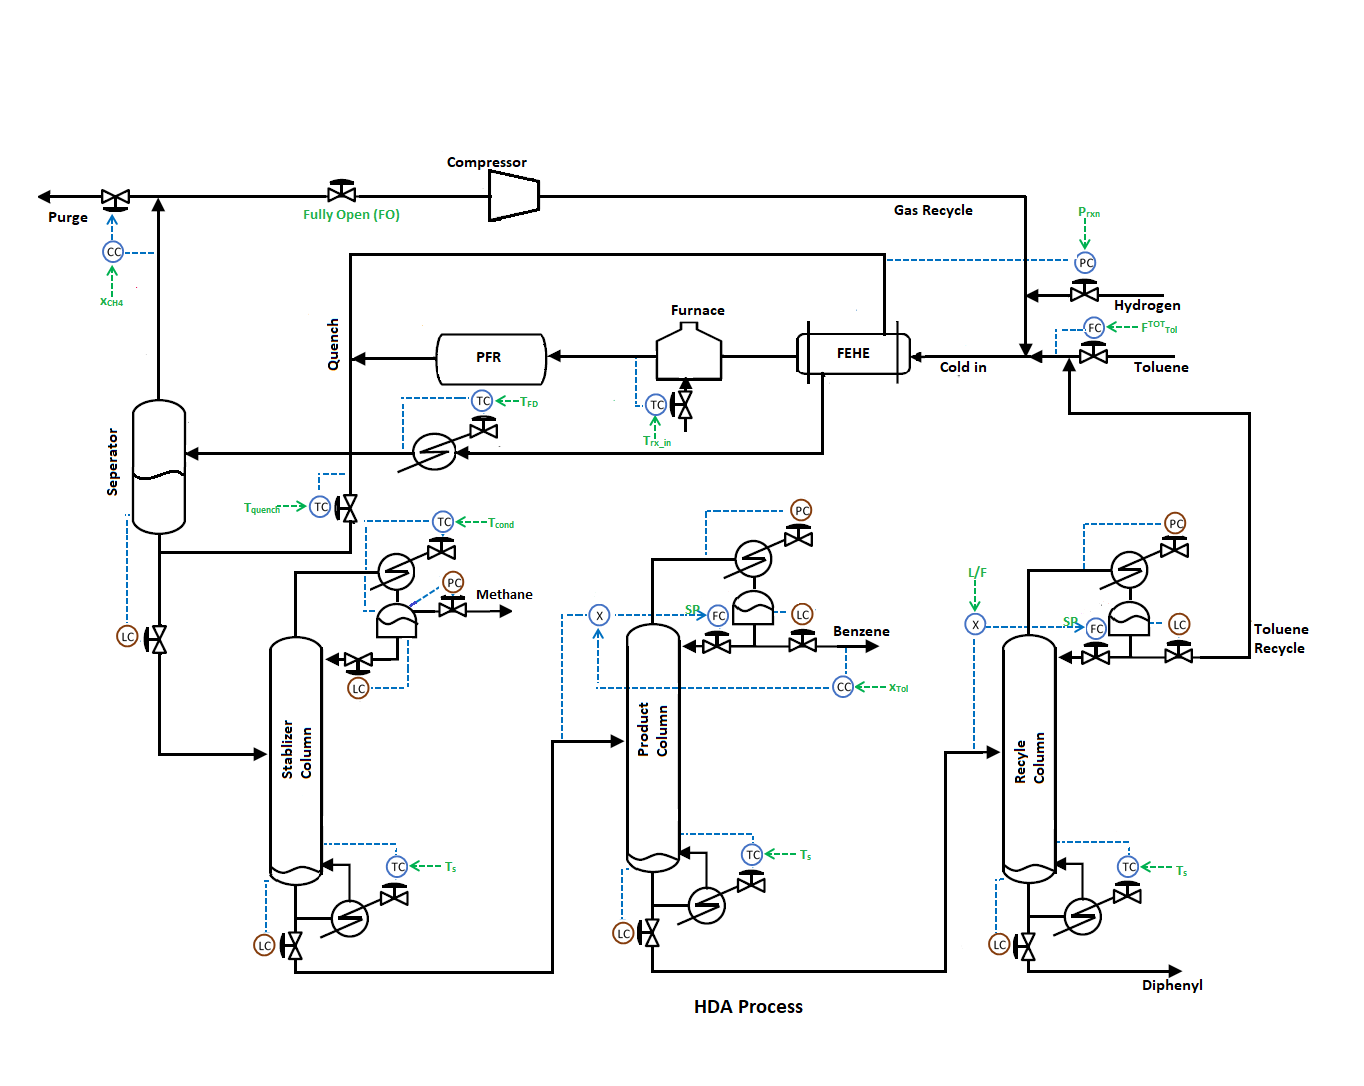 Compressor
Purge
Fully Open (FO)
Gas Recycle
Prxn
CC
PC
xCH4
Hydrogen
Furnace
FC
FTOTTol
Quench
PFR
FEHE
Cold in
Toluene
TC
TFD
TC
Trx_in
Seperator
Tquench
TC
TC
Tcond
PC
PC
PC
Methane
L/F
X
SP
FC
LC
X
SP
FC
LC
LC
Benzene
Toluene
Recycle
LC
CC
xTol
Stablizer
Column
Product
Column
Recyle
Column
TC
Ts
TC
Ts
TC
Ts
LC
LC
LC
Diphenyl
HDA Process